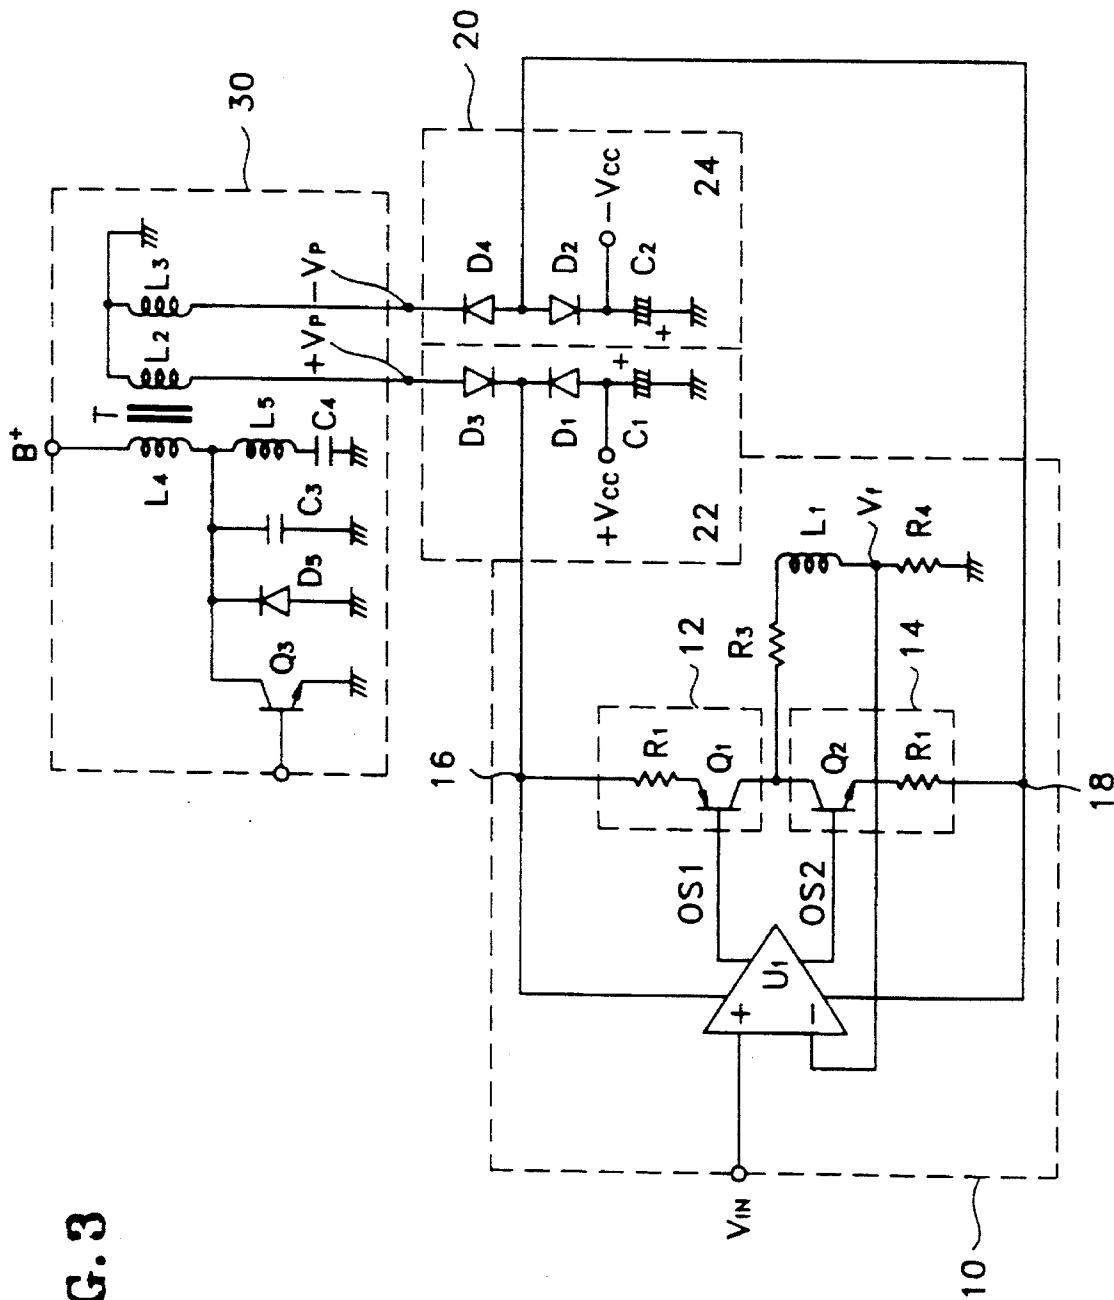 G.3
B+
30
T
L4
L2
L3
L5
C4
C3
D5
Q3
+VP
-VP
20
D3
D4
D1
D2
+VCC
-VCC
C1
+
+
C2
22
24
16
12
R1
Q1
R3
L1
Vf
R4
14
Q2
R1
18
OS1
OS2
U1
+
-
VIN
10